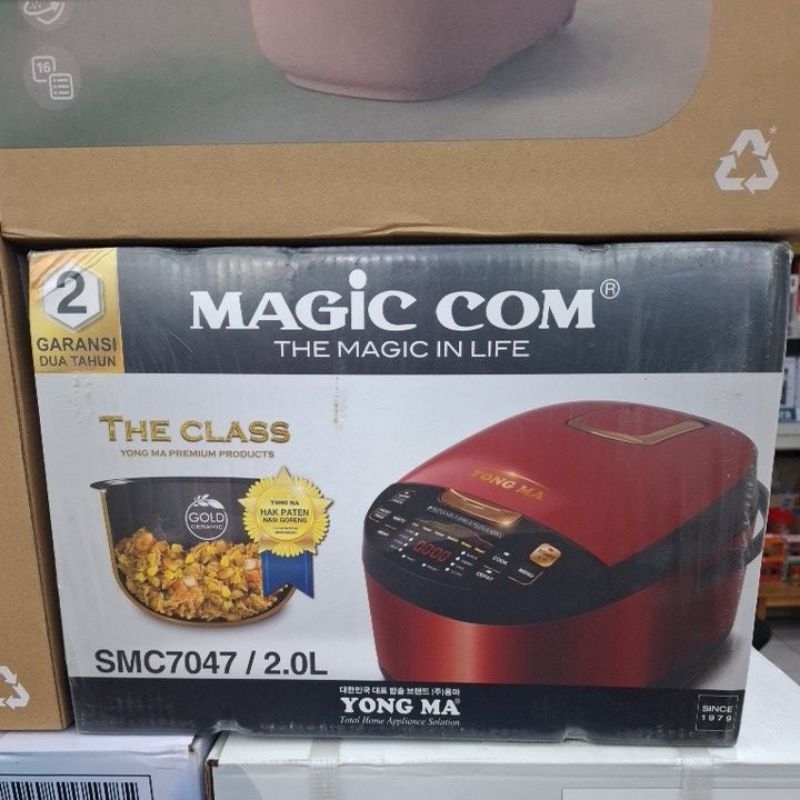 16
2
GARANSI
DUA TAHUN
MAGiC COM®
THE MAGIC IN LIFE
THE CLASS
YONG MA PREMIUM PRODUCTS
GOLD
CERAMIC
YONG MA
HAK PATEN
NASI GORENG
YONG MA
COOK
MENU
CEPAT
SMC7047 / 2.0L
대한민국 대표 밥솥 브랜드 (주)용마
YONG MA®
Total Home Appliance Solution
SINCE
1979